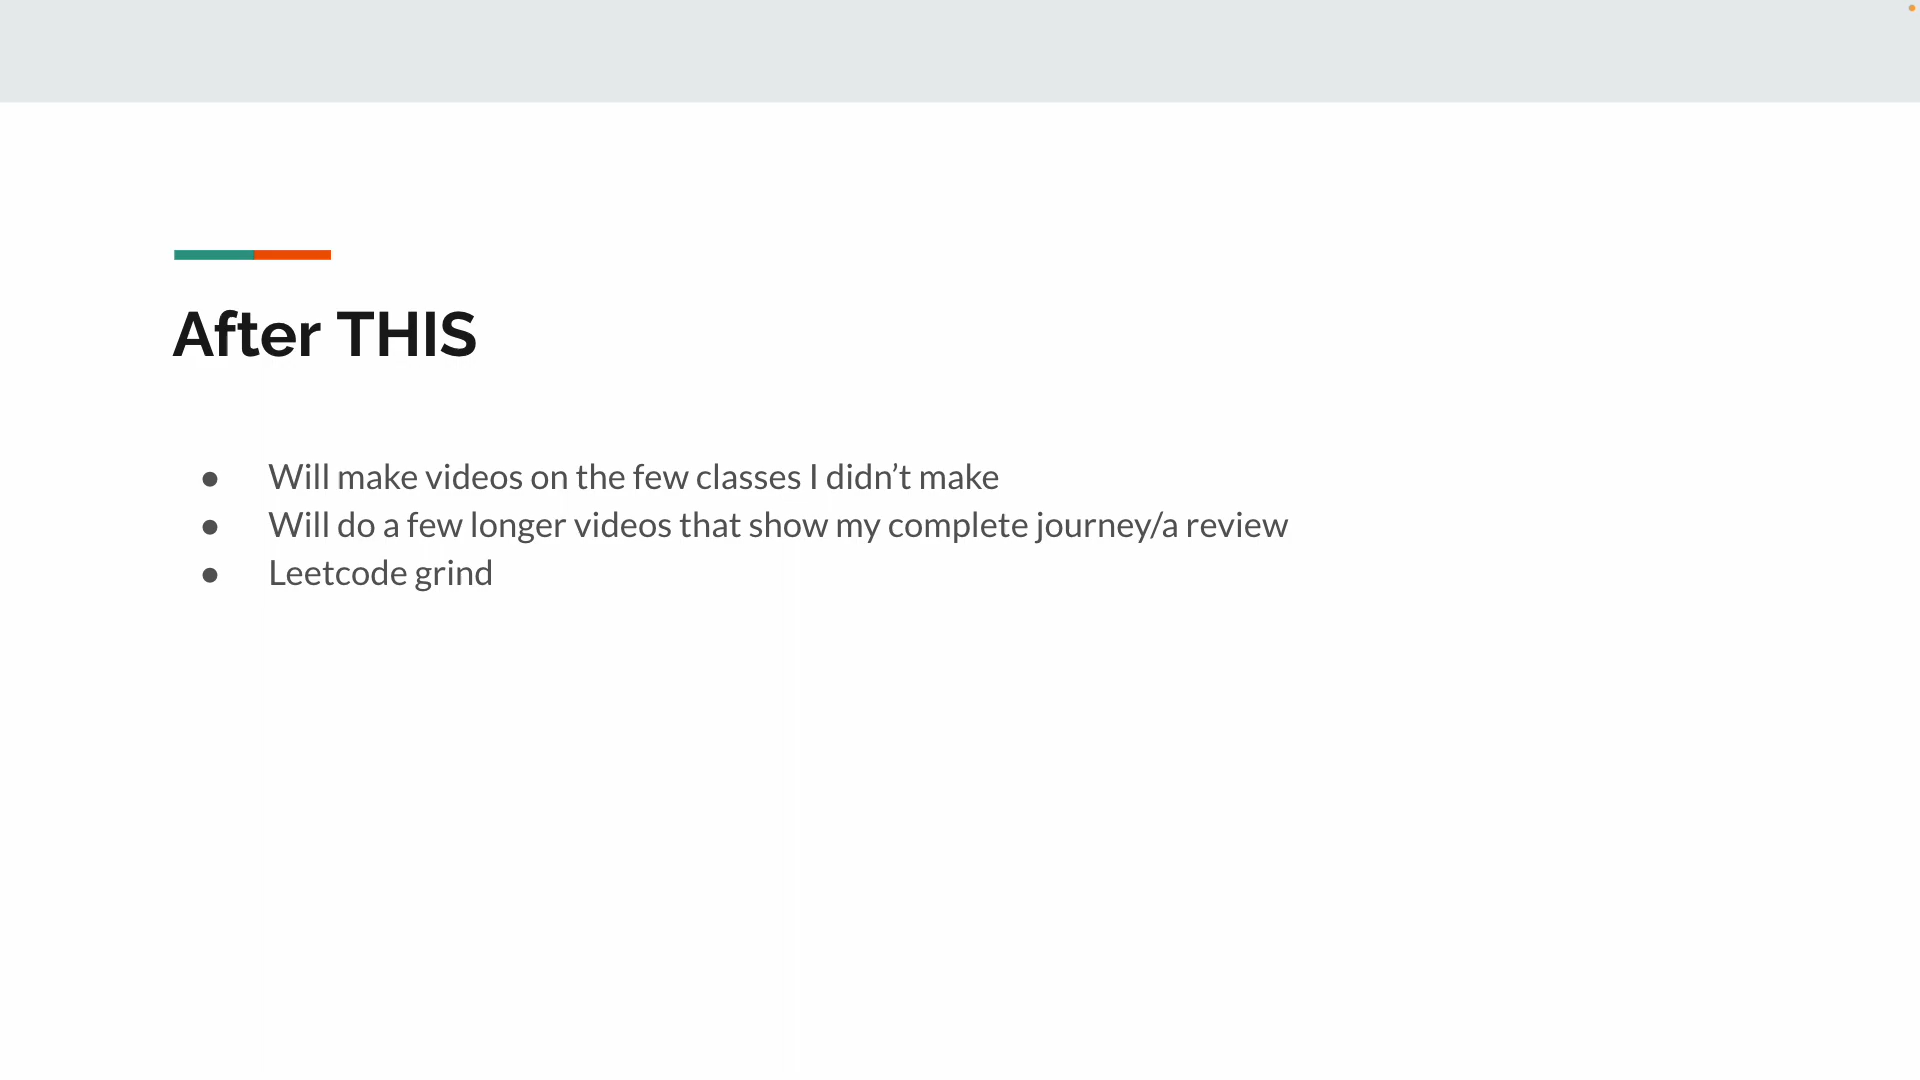 After THIS
● Will make videos on the few classes I didn’t make
● Will do a few longer videos that show my complete journey/a review
● Leetcode grind